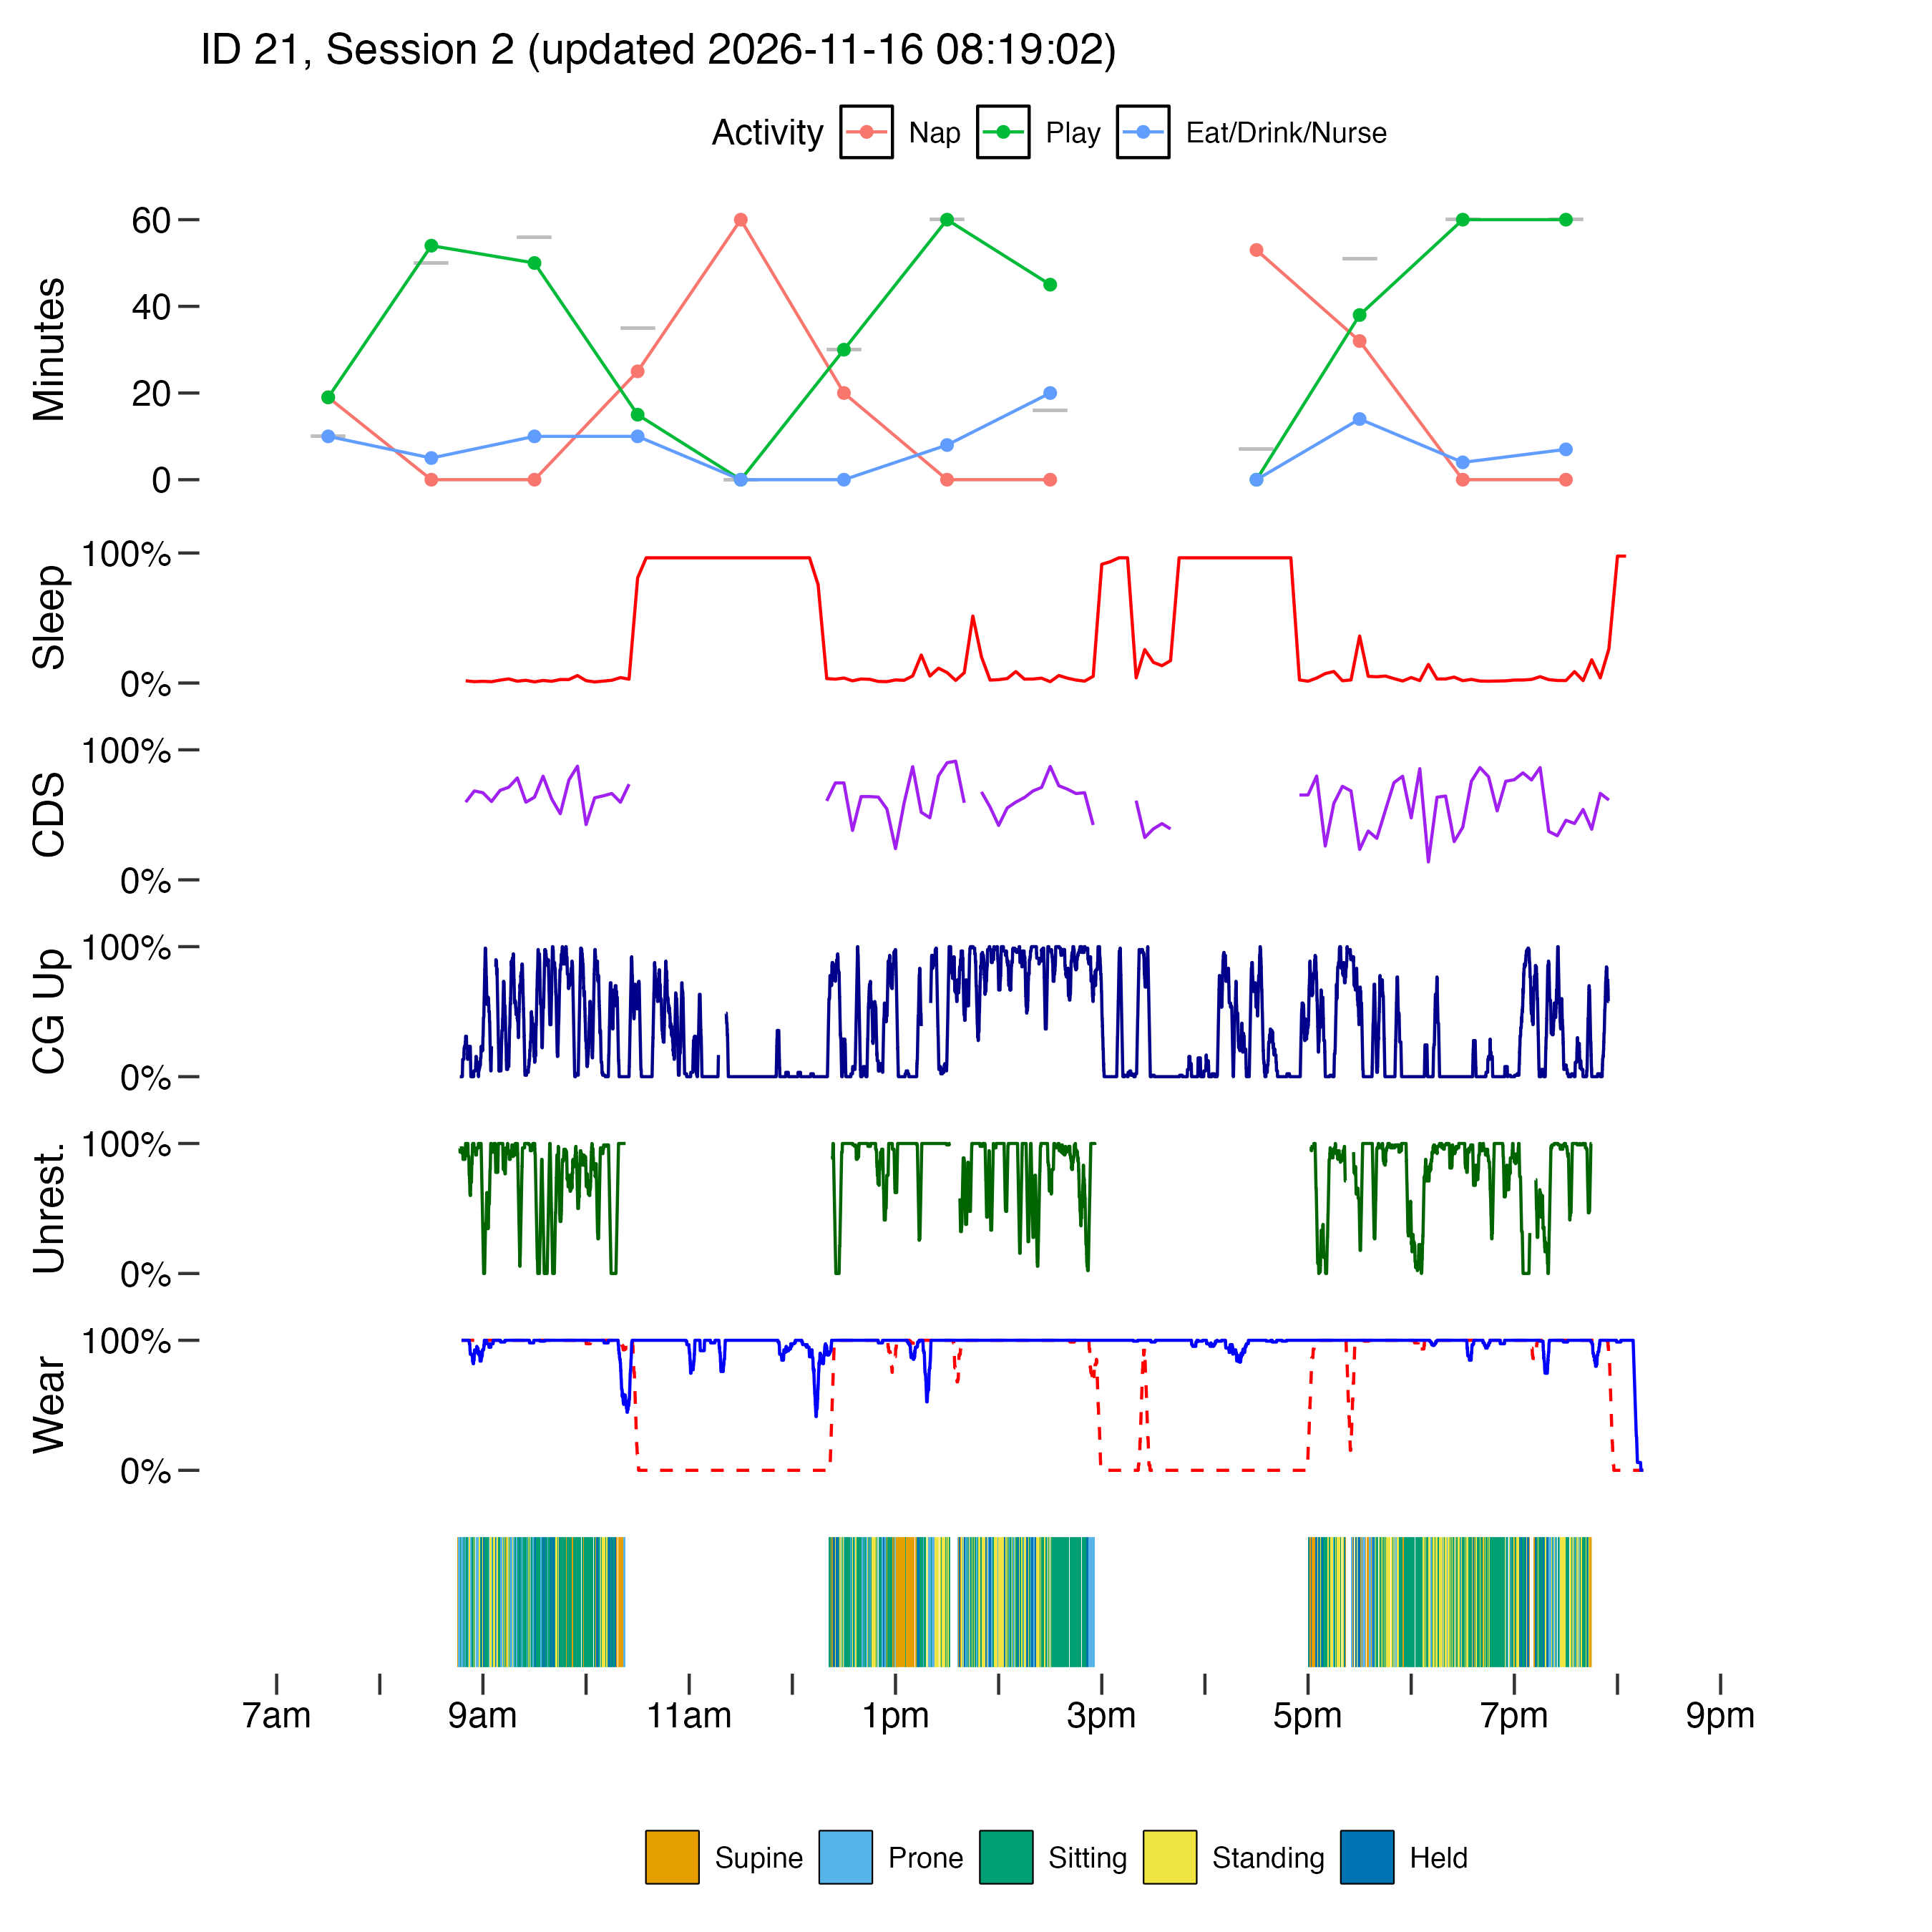 ID 21, Session 2 (updated 2026-11-16 08:19:02)
Activity Nap Play Eat/Drink/Nurse
Minutes
60
40
20
0
Sleep
100%
0%
CDS
100%
0%
CG Up
100%
0%
Unrest.
100%
0%
Wear
100%
0%
7am 9am 11am 1pm 3pm 5pm 7pm 9pm
Supine Prone Sitting Standing Held